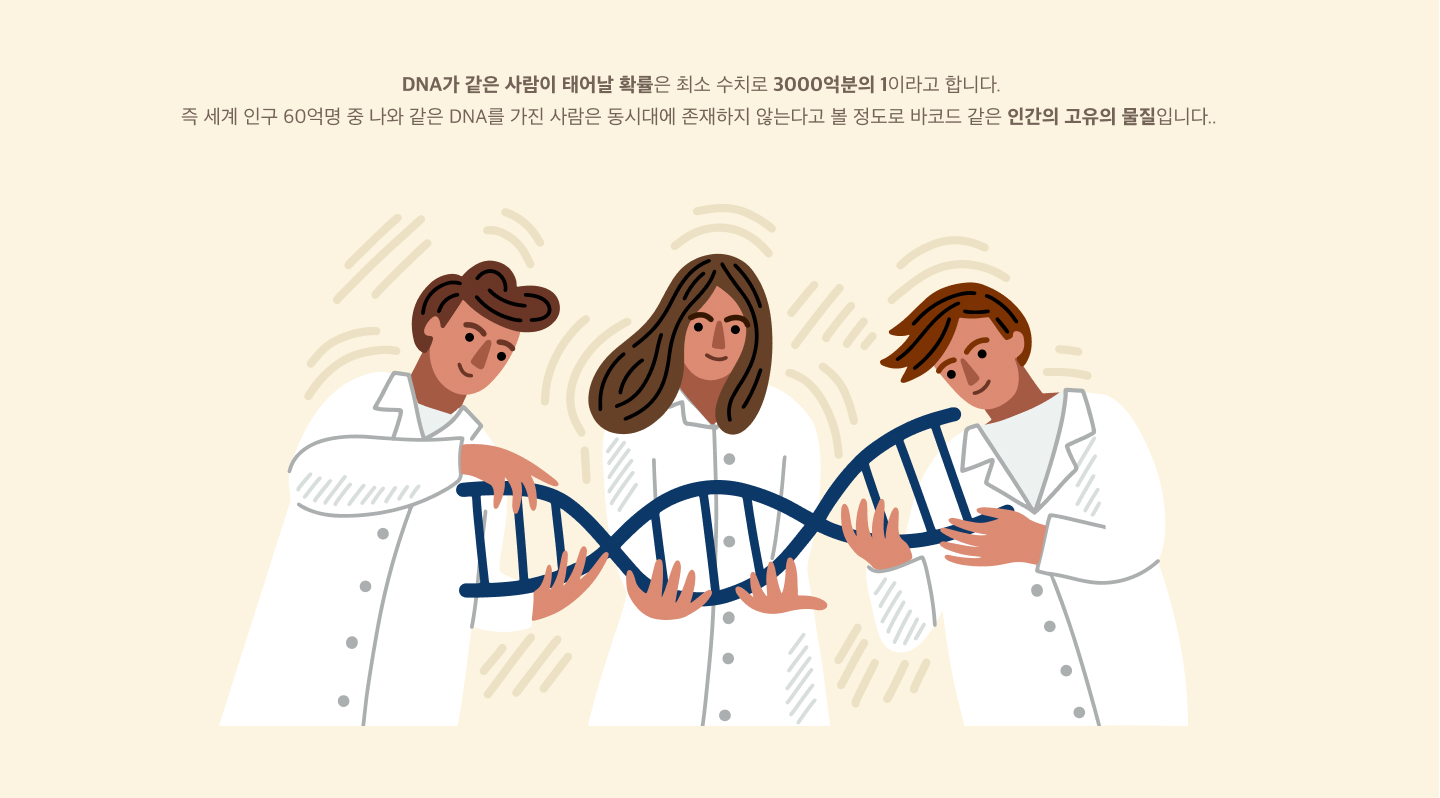 DNA가 같은 사람이 태어날 확률은 최소 수치로 3000억분의 1이라고 합니다.
즉 세계 인구 60억명 중 나와 같은 DNA를 가진 사람은 동시대에 존재하지 않는다고 볼 정도로 바코드 같은 인간의 고유의 물질입니다..